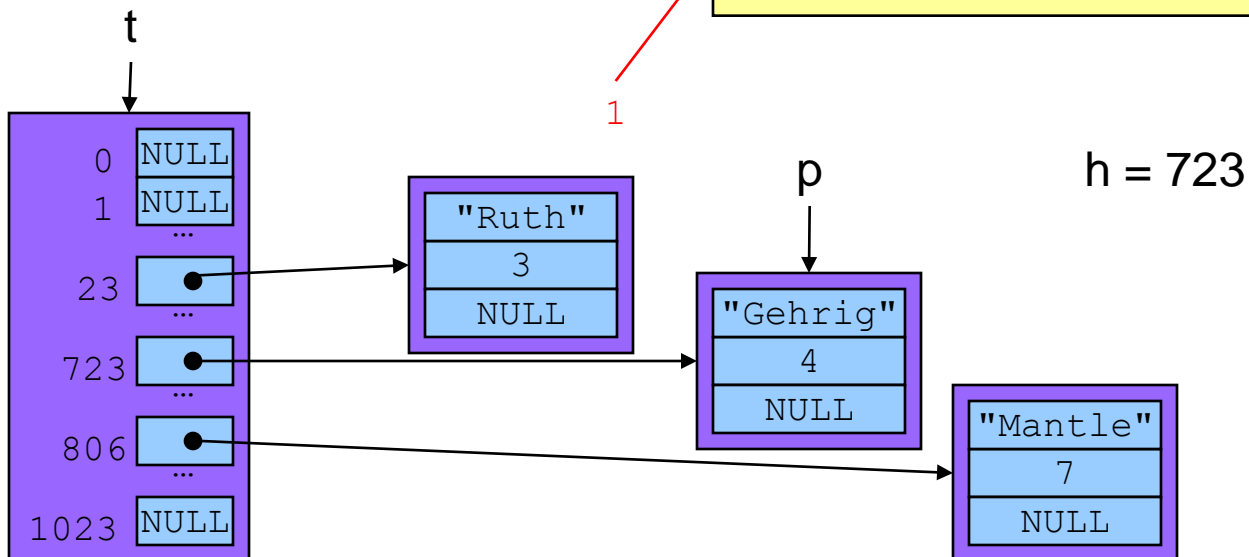 t
1
p
h = 723
0 NULL
1 NULL
...
23
...
723
...
806
...
1023 NULL
"Ruth"
3
NULL
"Gehrig"
4
NULL
"Mantle"
7
NULL